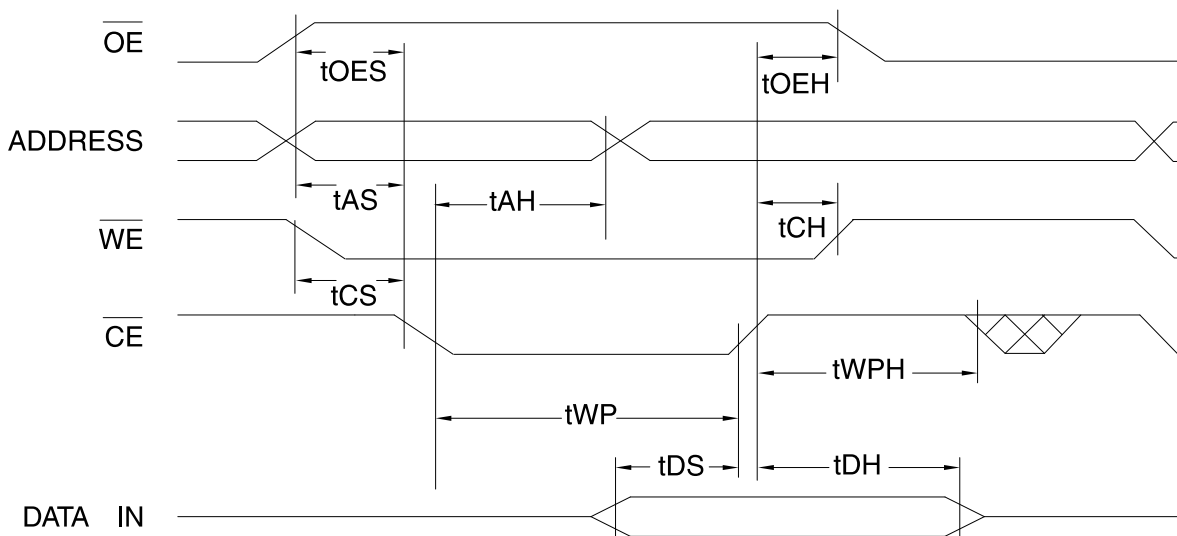 OE
tOES
tOEH
ADDRESS
tAS
tAH
tCH
WE
tCS
CE
tWPH
tWP
tDS
tDH
DATA IN